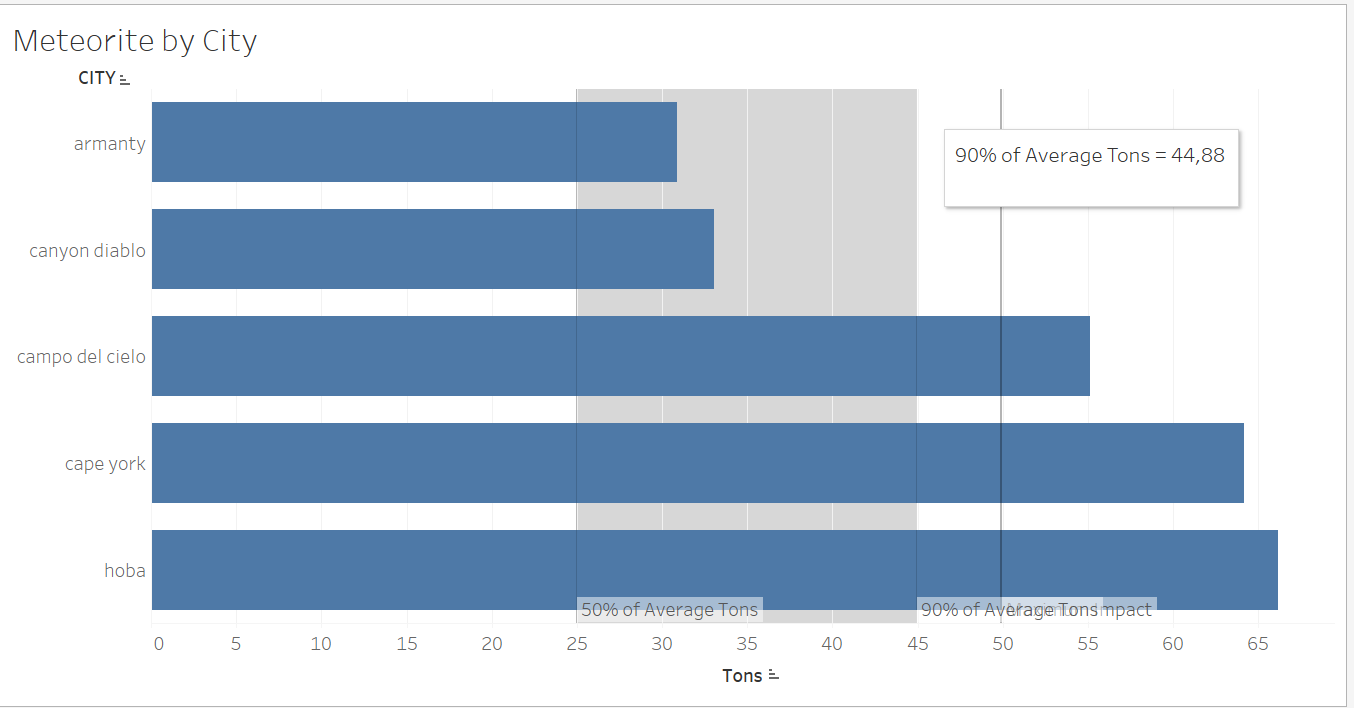 Meteorite by City
CITY
armanty
90% of Average Tons = 44,88
canyon diablo
campo del cielo
cape york
hoba
50% of Average Tons
90% of Average Tons
Impact
0 5 10 15 20 25 30 35 40 45 50 55 60 65
Tons